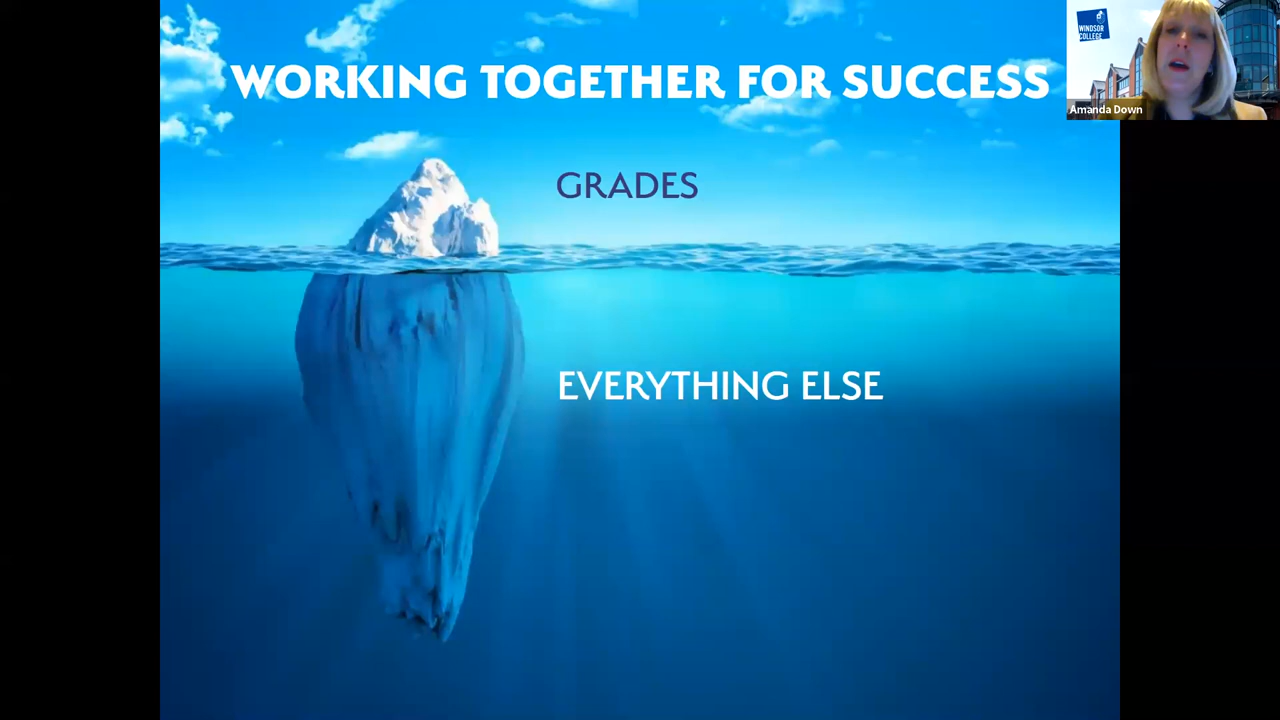 WORKING TOGETHER FOR SUCCESS
WINDSOR
COLLEGE
Amanda Down
GRADES
EVERYTHING ELSE